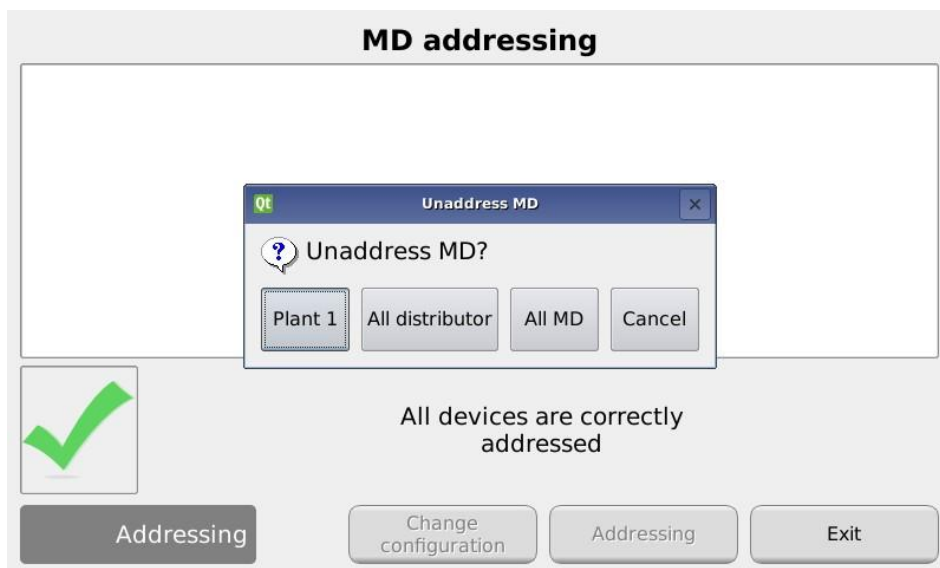 MD addressing
Qt
Unaddress MD
×
? Unaddress MD?
Plant 1
All distributor
All MD
Cancel
All devices are correctly
addressed
Addressing
Change
configuration
Addressing
Exit